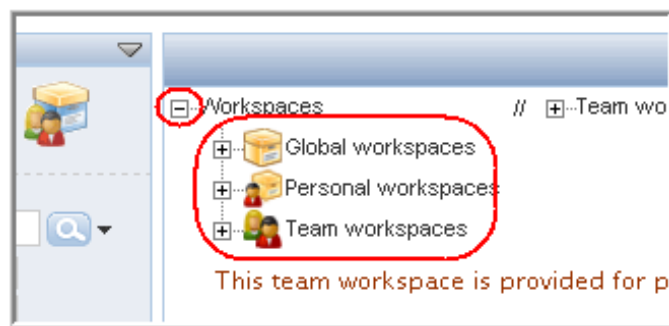 Workspaces // Team wo
Global workspaces
Personal workspaces
Team workspaces
This team workspace is provided for p